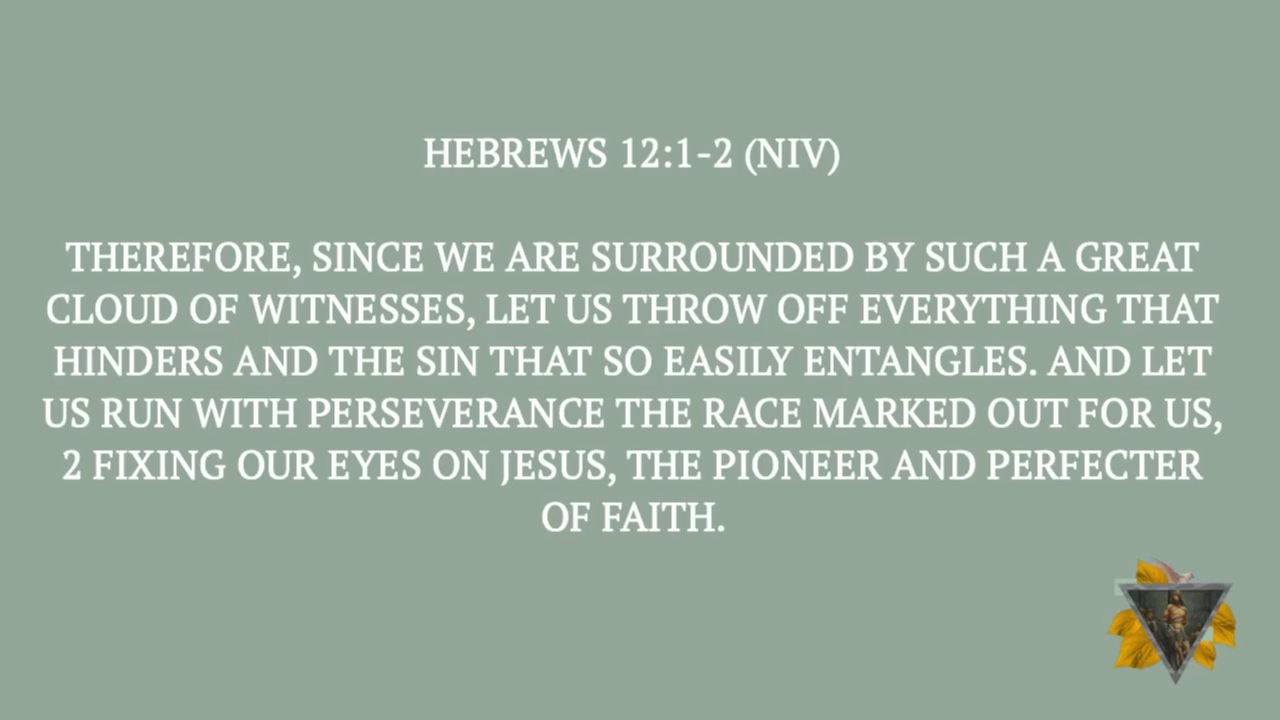 HEBREWS 12:1-2 (NIV)
THEREFORE, SINCE WE ARE SURROUNDED BY SUCH A GREAT
CLOUD OF WITNESSES, LET US THROW OFF EVERYTHING THAT
HINDERS AND THE SIN THAT SO EASILY ENTANGLES. AND LET
US RUN WITH PERSEVERANCE THE RACE MARKED OUT FOR US,
2 FIXING OUR EYES ON JESUS, THE PIONEER AND PERFECTER
OF FAITH.